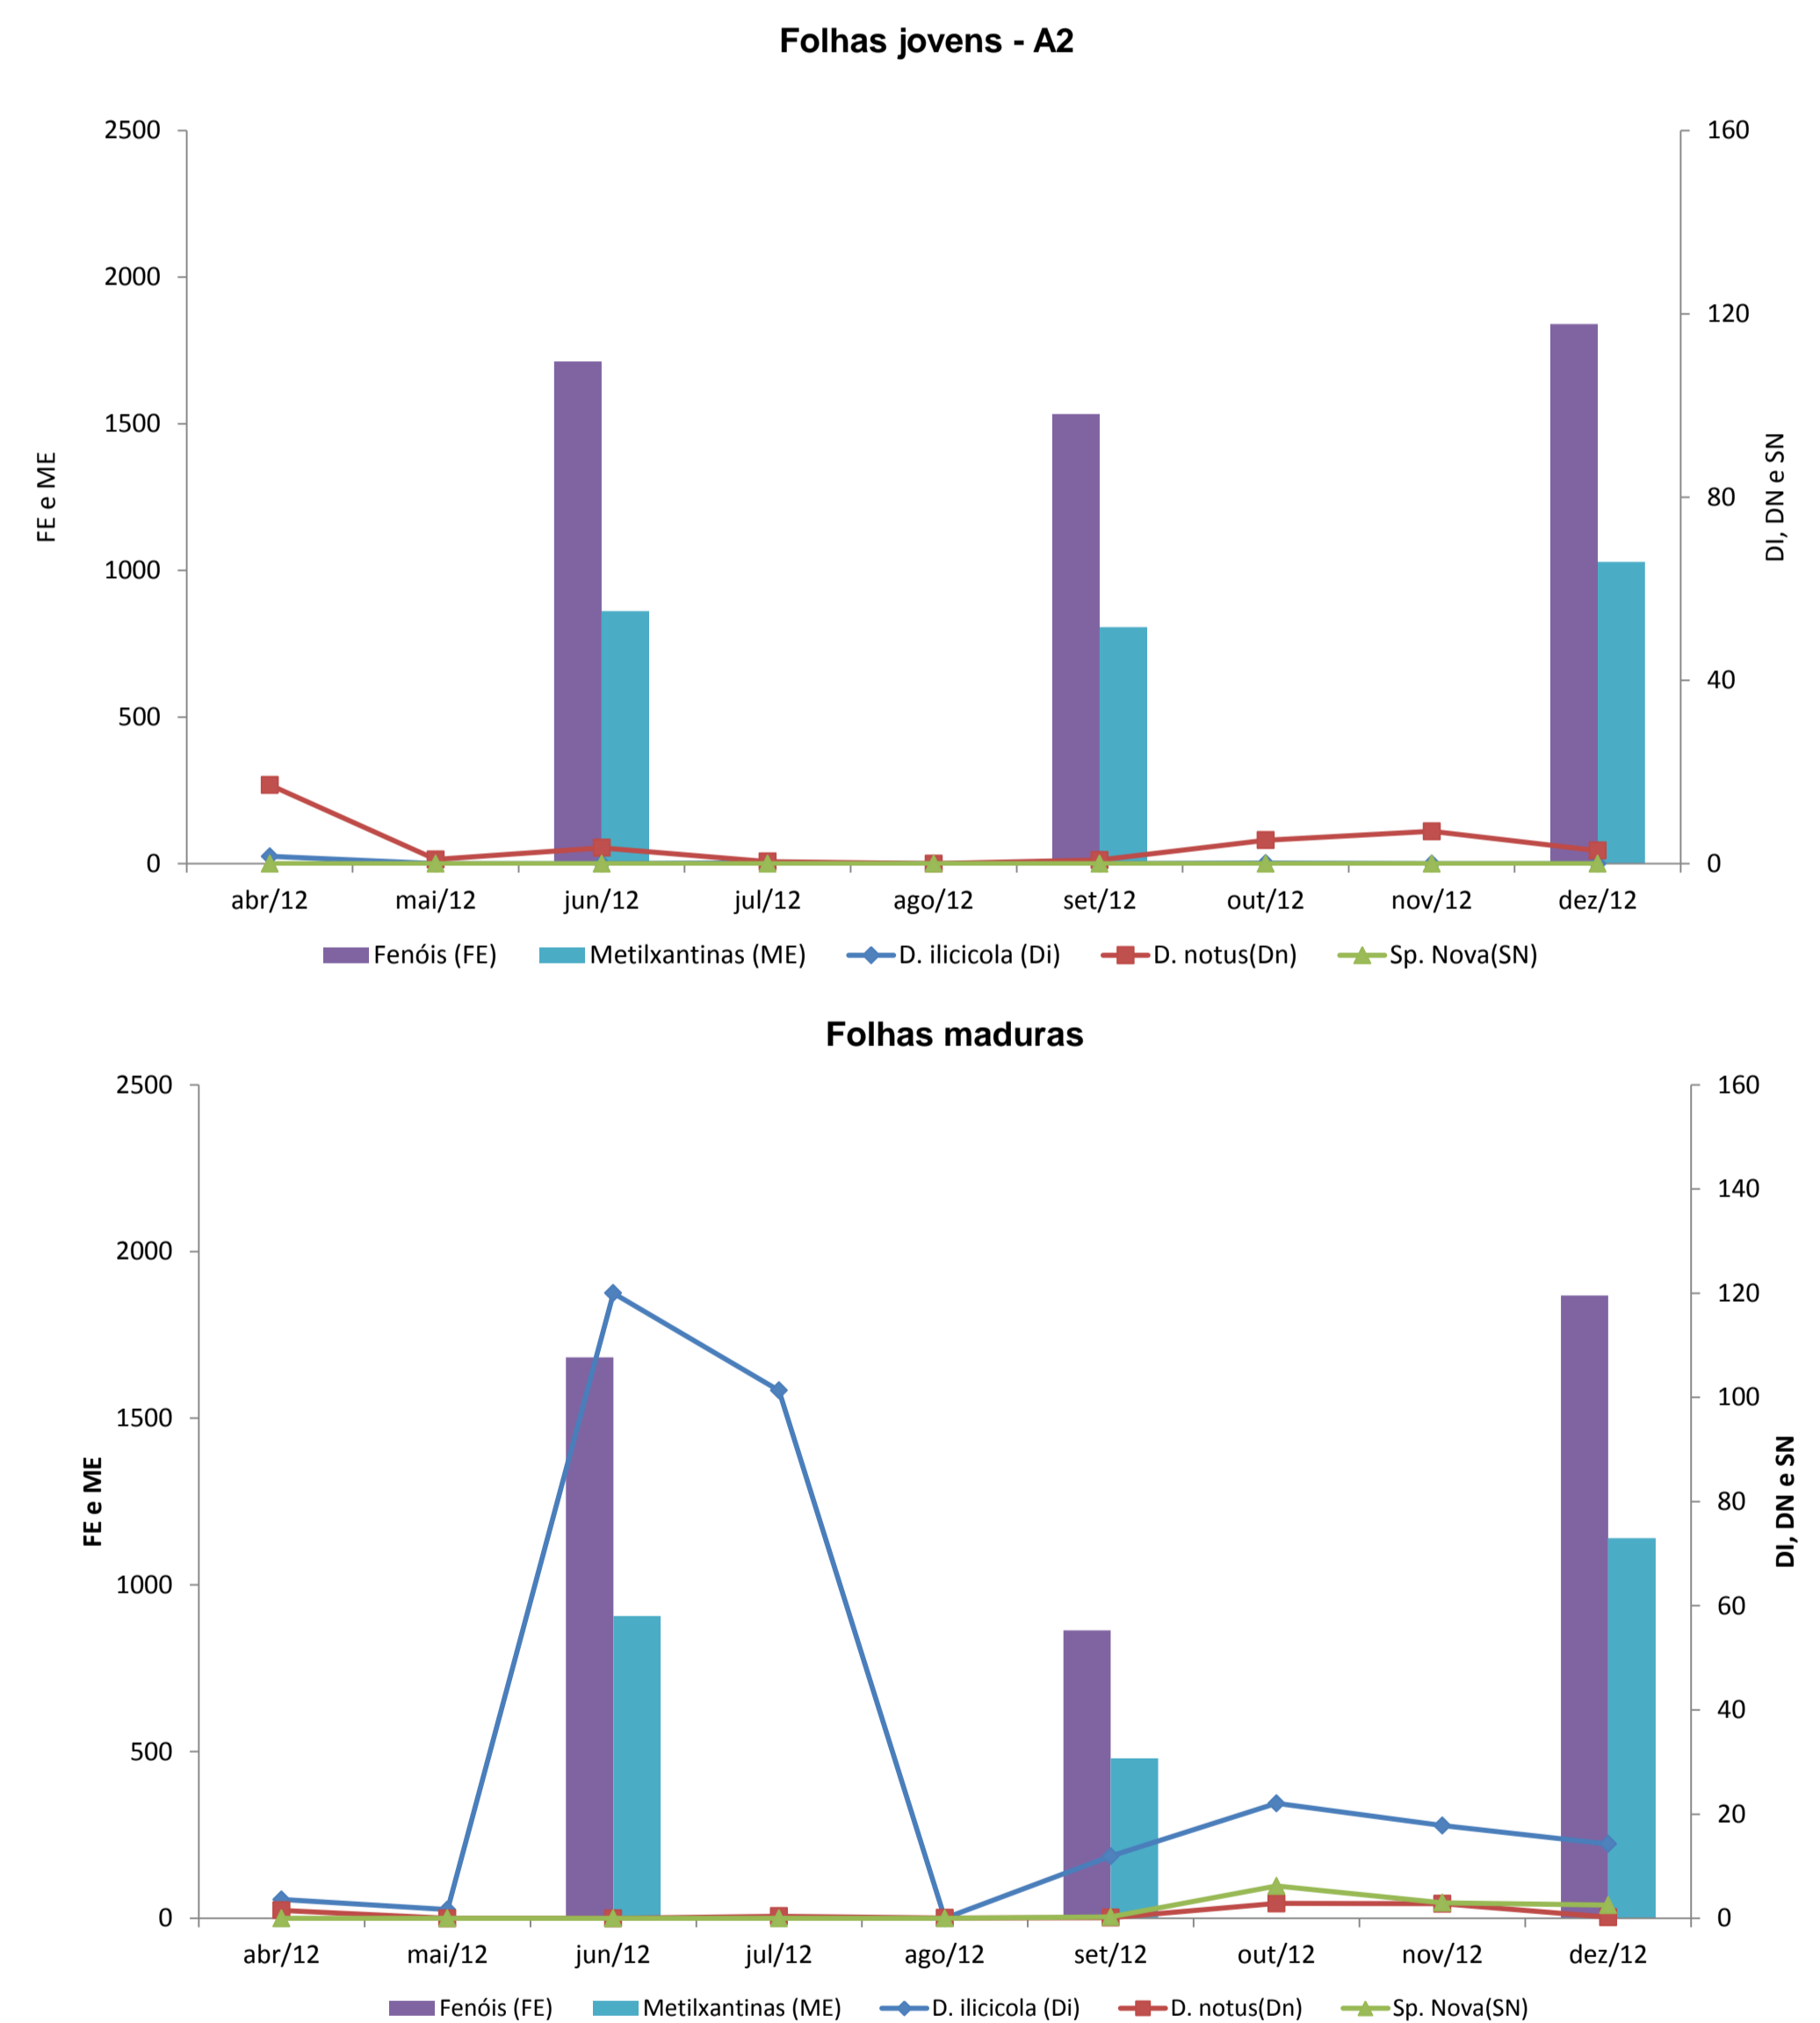 Folhas jovens - A2
2500
2000
1500
1000
500
0
FE e ME
160
120
80
40
0
DI, DN e SN
abr/12 mai/12 jun/12 jul/12 ago/12 set/12 out/12 nov/12 dez/12
Fenóis (FE) Metilxantinas (ME) D. ilicicola (Di) D. notus(Dn) Sp. Nova(SN)
Folhas maduras
2500
2000
1500
1000
500
0
FE e ME
160
140
120
100
80
60
40
20
0
DI, DN e SN
abr/12 mai/12 jun/12 jul/12 ago/12 set/12 out/12 nov/12 dez/12
Fenóis (FE) Metilxantinas (ME) D. ilicicola (Di) D. notus(Dn) Sp. Nova(SN)